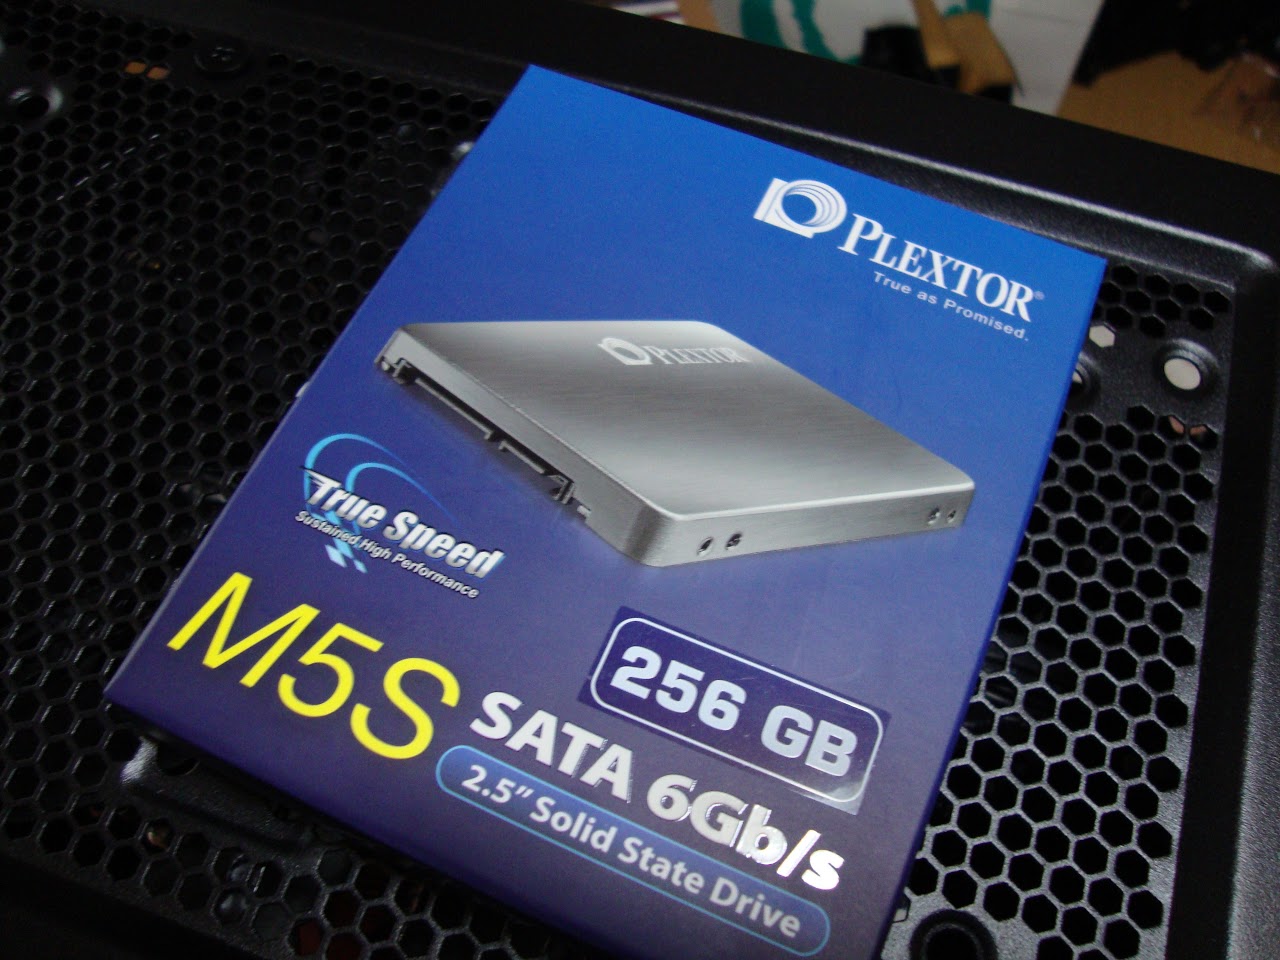 PLEXTOR®
True as Promised.
PLEXTOR
True Speed
Sustained High Performance
M5S
256 GB
SATA 6Gb/s
2.5" Solid State Drive